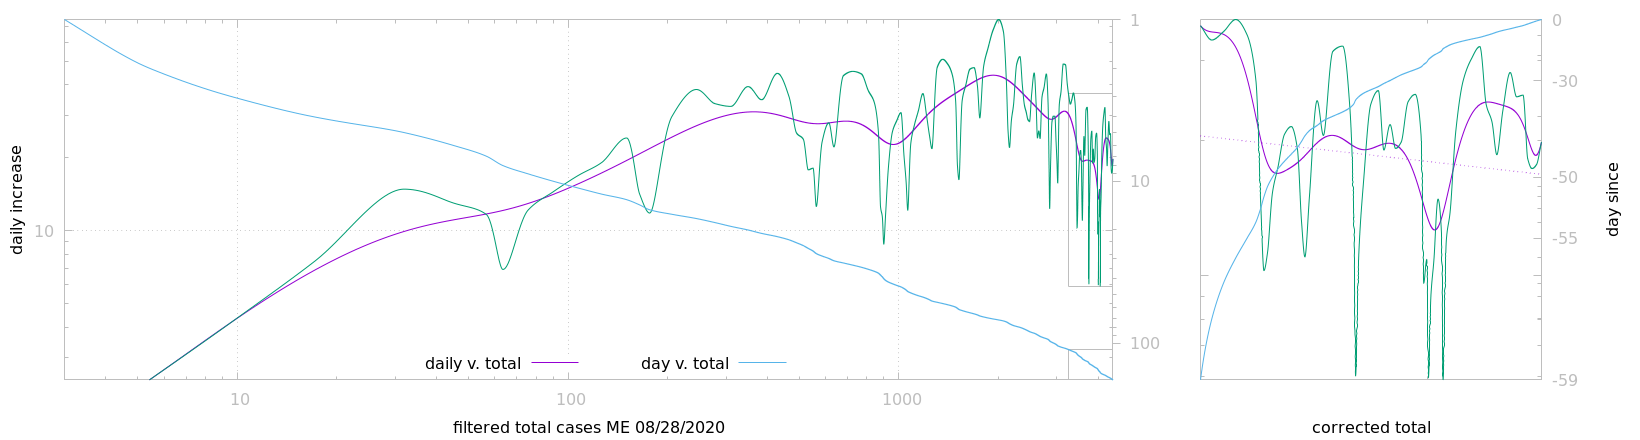 daily increase
10
daily v. total
day v. total
10
100
1000
filtered total cases ME 08/28/2020
1
10
100
0
-30
-50
-55
-59
day since
corrected total